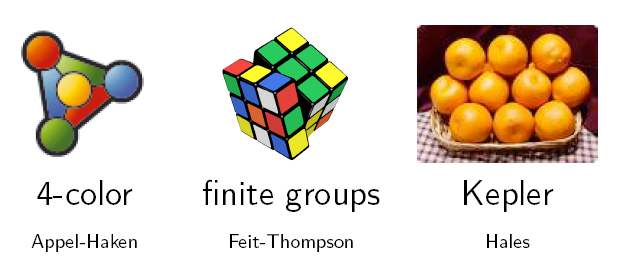 4-color
finite groups
Kepler
Appel-Haken
Feit-Thompson
Hales